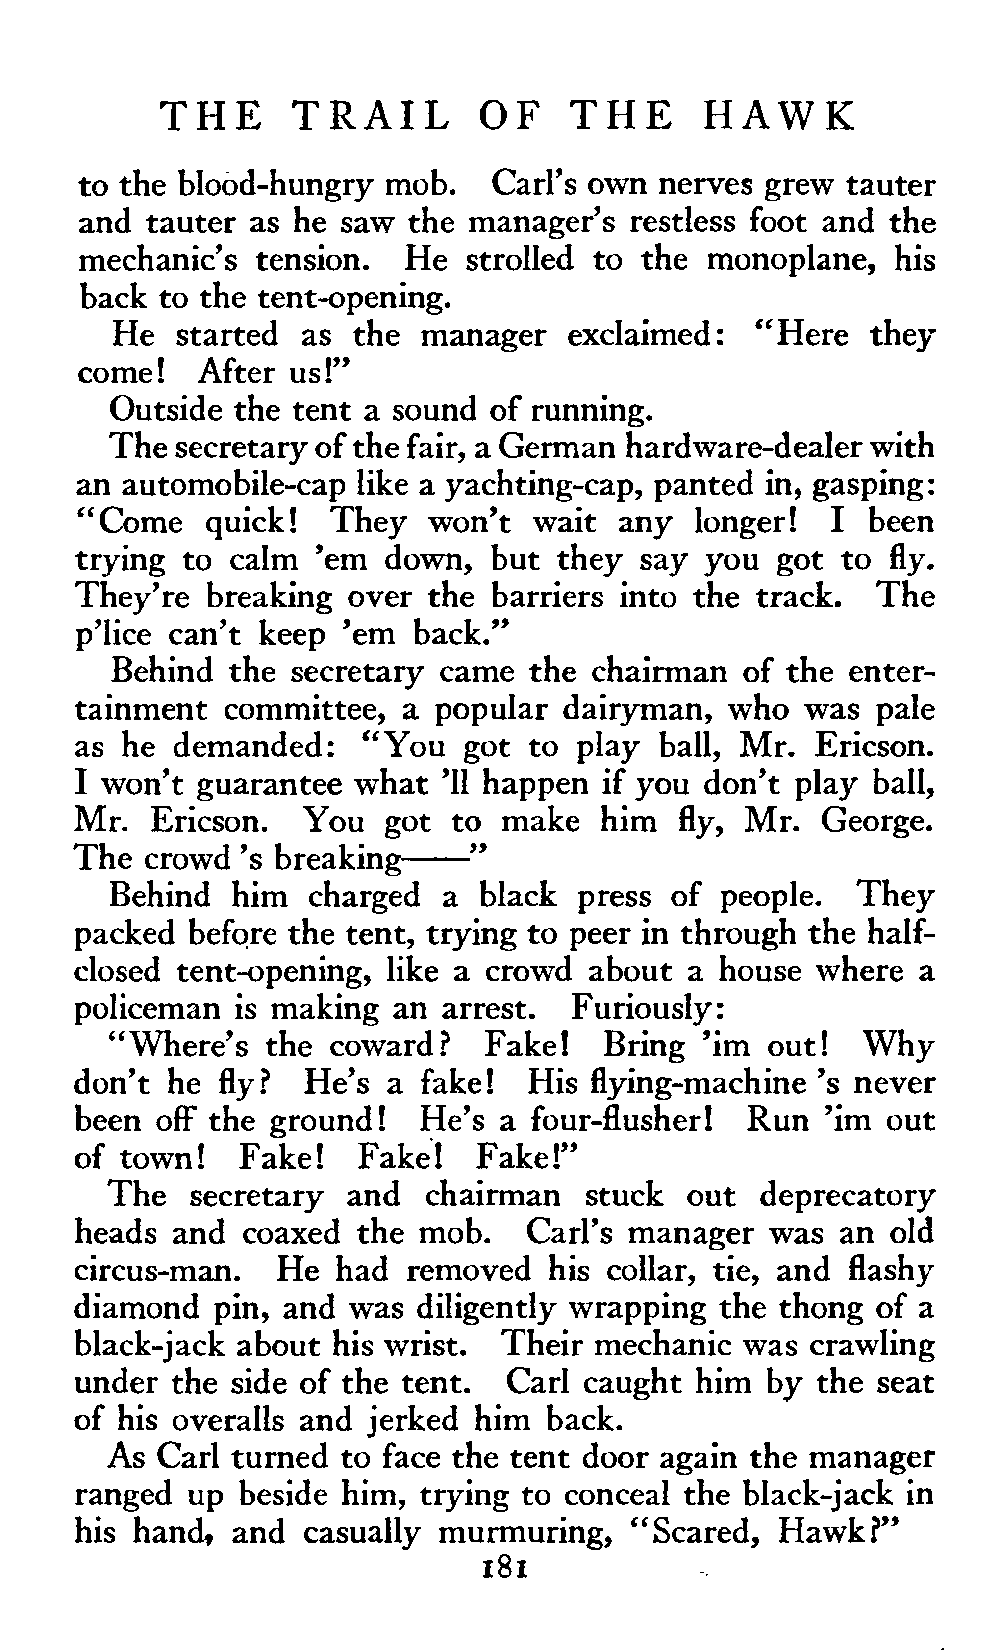 THE TRAIL OF THE HAWK
to the blood-hungry mob. Carl's own nerves grew tauter
and tauter as he saw the manager's restless foot and the
mechanic's tension. He strolled to the monoplane, his
back to the tent-opening.
He started as the manager exclaimed: "Here they
come! After us!"
Outside the tent a sound of running.
The secretary of the fair, a German hardware-dealer with
an automobile-cap like a yachting-cap, panted in, gasping:
"Come quick! They won't wait any longer! I been
trying to calm 'em down, but they say you got to fly.
They're breaking over the barriers into the track. The
p'lice can't keep 'em back."
Behind the secretary came the chairman of the enter-
tainment committee, a popular dairyman, who was pale
as he demanded: "You got to play ball, Mr. Ericson.
I won't guarantee what 'll happen if you don't play ball,
Mr. Ericson. You got to make him fly, Mr. George.
The crowd 's breaking——"
Behind him charged a black press of people. They
packed before the tent, trying to peer in through the half-
closed tent-opening, like a crowd about a house where a
policeman is making an arrest. Furiously:
"Where's the coward? Fake! Bring 'im out! Why
don't he fly? He's a fake! His flying-machine 's never
been off the ground! He's a four-flusher! Run 'im out
of town! Fake! Fake! Fake!"
The secretary and chairman stuck out deprecatory
heads and coaxed the mob. Carl's manager was an old
circus-man. He had removed his collar, tie, and flashy
diamond pin, and was diligently wrapping the thong of a
black-jack about his wrist. Their mechanic was crawling
under the side of the tent. Carl caught him by the seat
of his overalls and jerked him back.
As Carl turned to face the tent door again the manager
ranged up beside him, trying to conceal the black-jack in
his hand, and casually murmuring, "Scared, Hawk?"
181